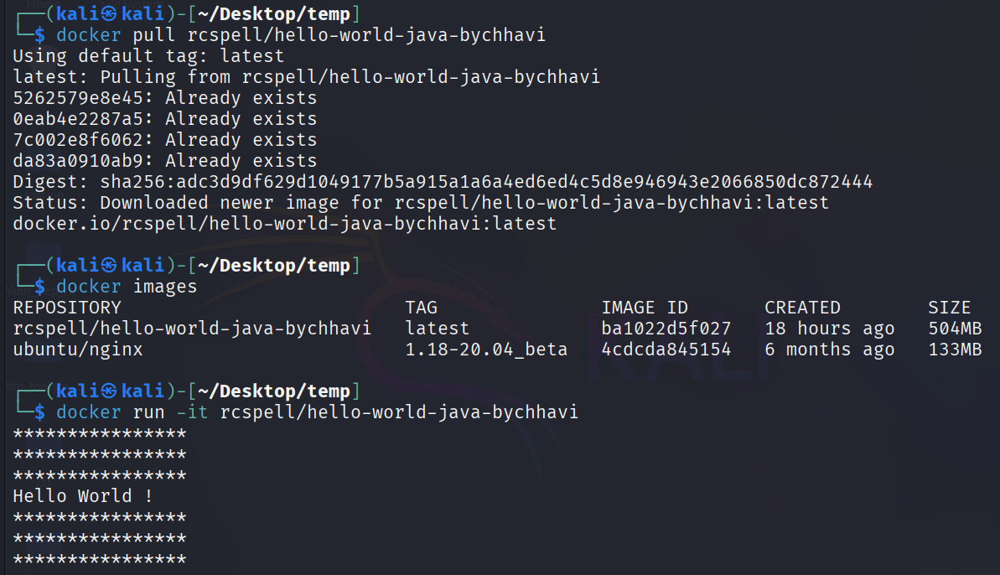 ┌──(kali㉿kali)-[~/Desktop/temp]
└─$ docker pull rcspell/hello-world-java-bychhavi
Using default tag: latest
latest: Pulling from rcspell/hello-world-java-bychhavi
5262579e8e45: Already exists
0eab4e2287a5: Already exists
7c002e8f6062: Already exists
da83a0910ab9: Already exists
Digest: sha256:adc3d9df629d1049177b5a915a1a6a4ed6ed4c5d8e946943e2066850dc872444
Status: Downloaded newer image for rcspell/hello-world-java-bychhavi:latest
docker.io/rcspell/hello-world-java-bychhavi:latest

┌──(kali㉿kali)-[~/Desktop/temp]
└─$ docker images
REPOSITORY                          TAG               IMAGE ID       CREATED        SIZE
rcspell/hello-world-java-bychhavi   latest            ba1022d5f027   18 hours ago   504MB
ubuntu/nginx                        1.18-20.04_beta   4cdcda845154   6 months ago   133MB

┌──(kali㉿kali)-[~/Desktop/temp]
└─$ docker run -it rcspell/hello-world-java-bychhavi
****************
****************
****************
Hello World !
****************
****************
****************